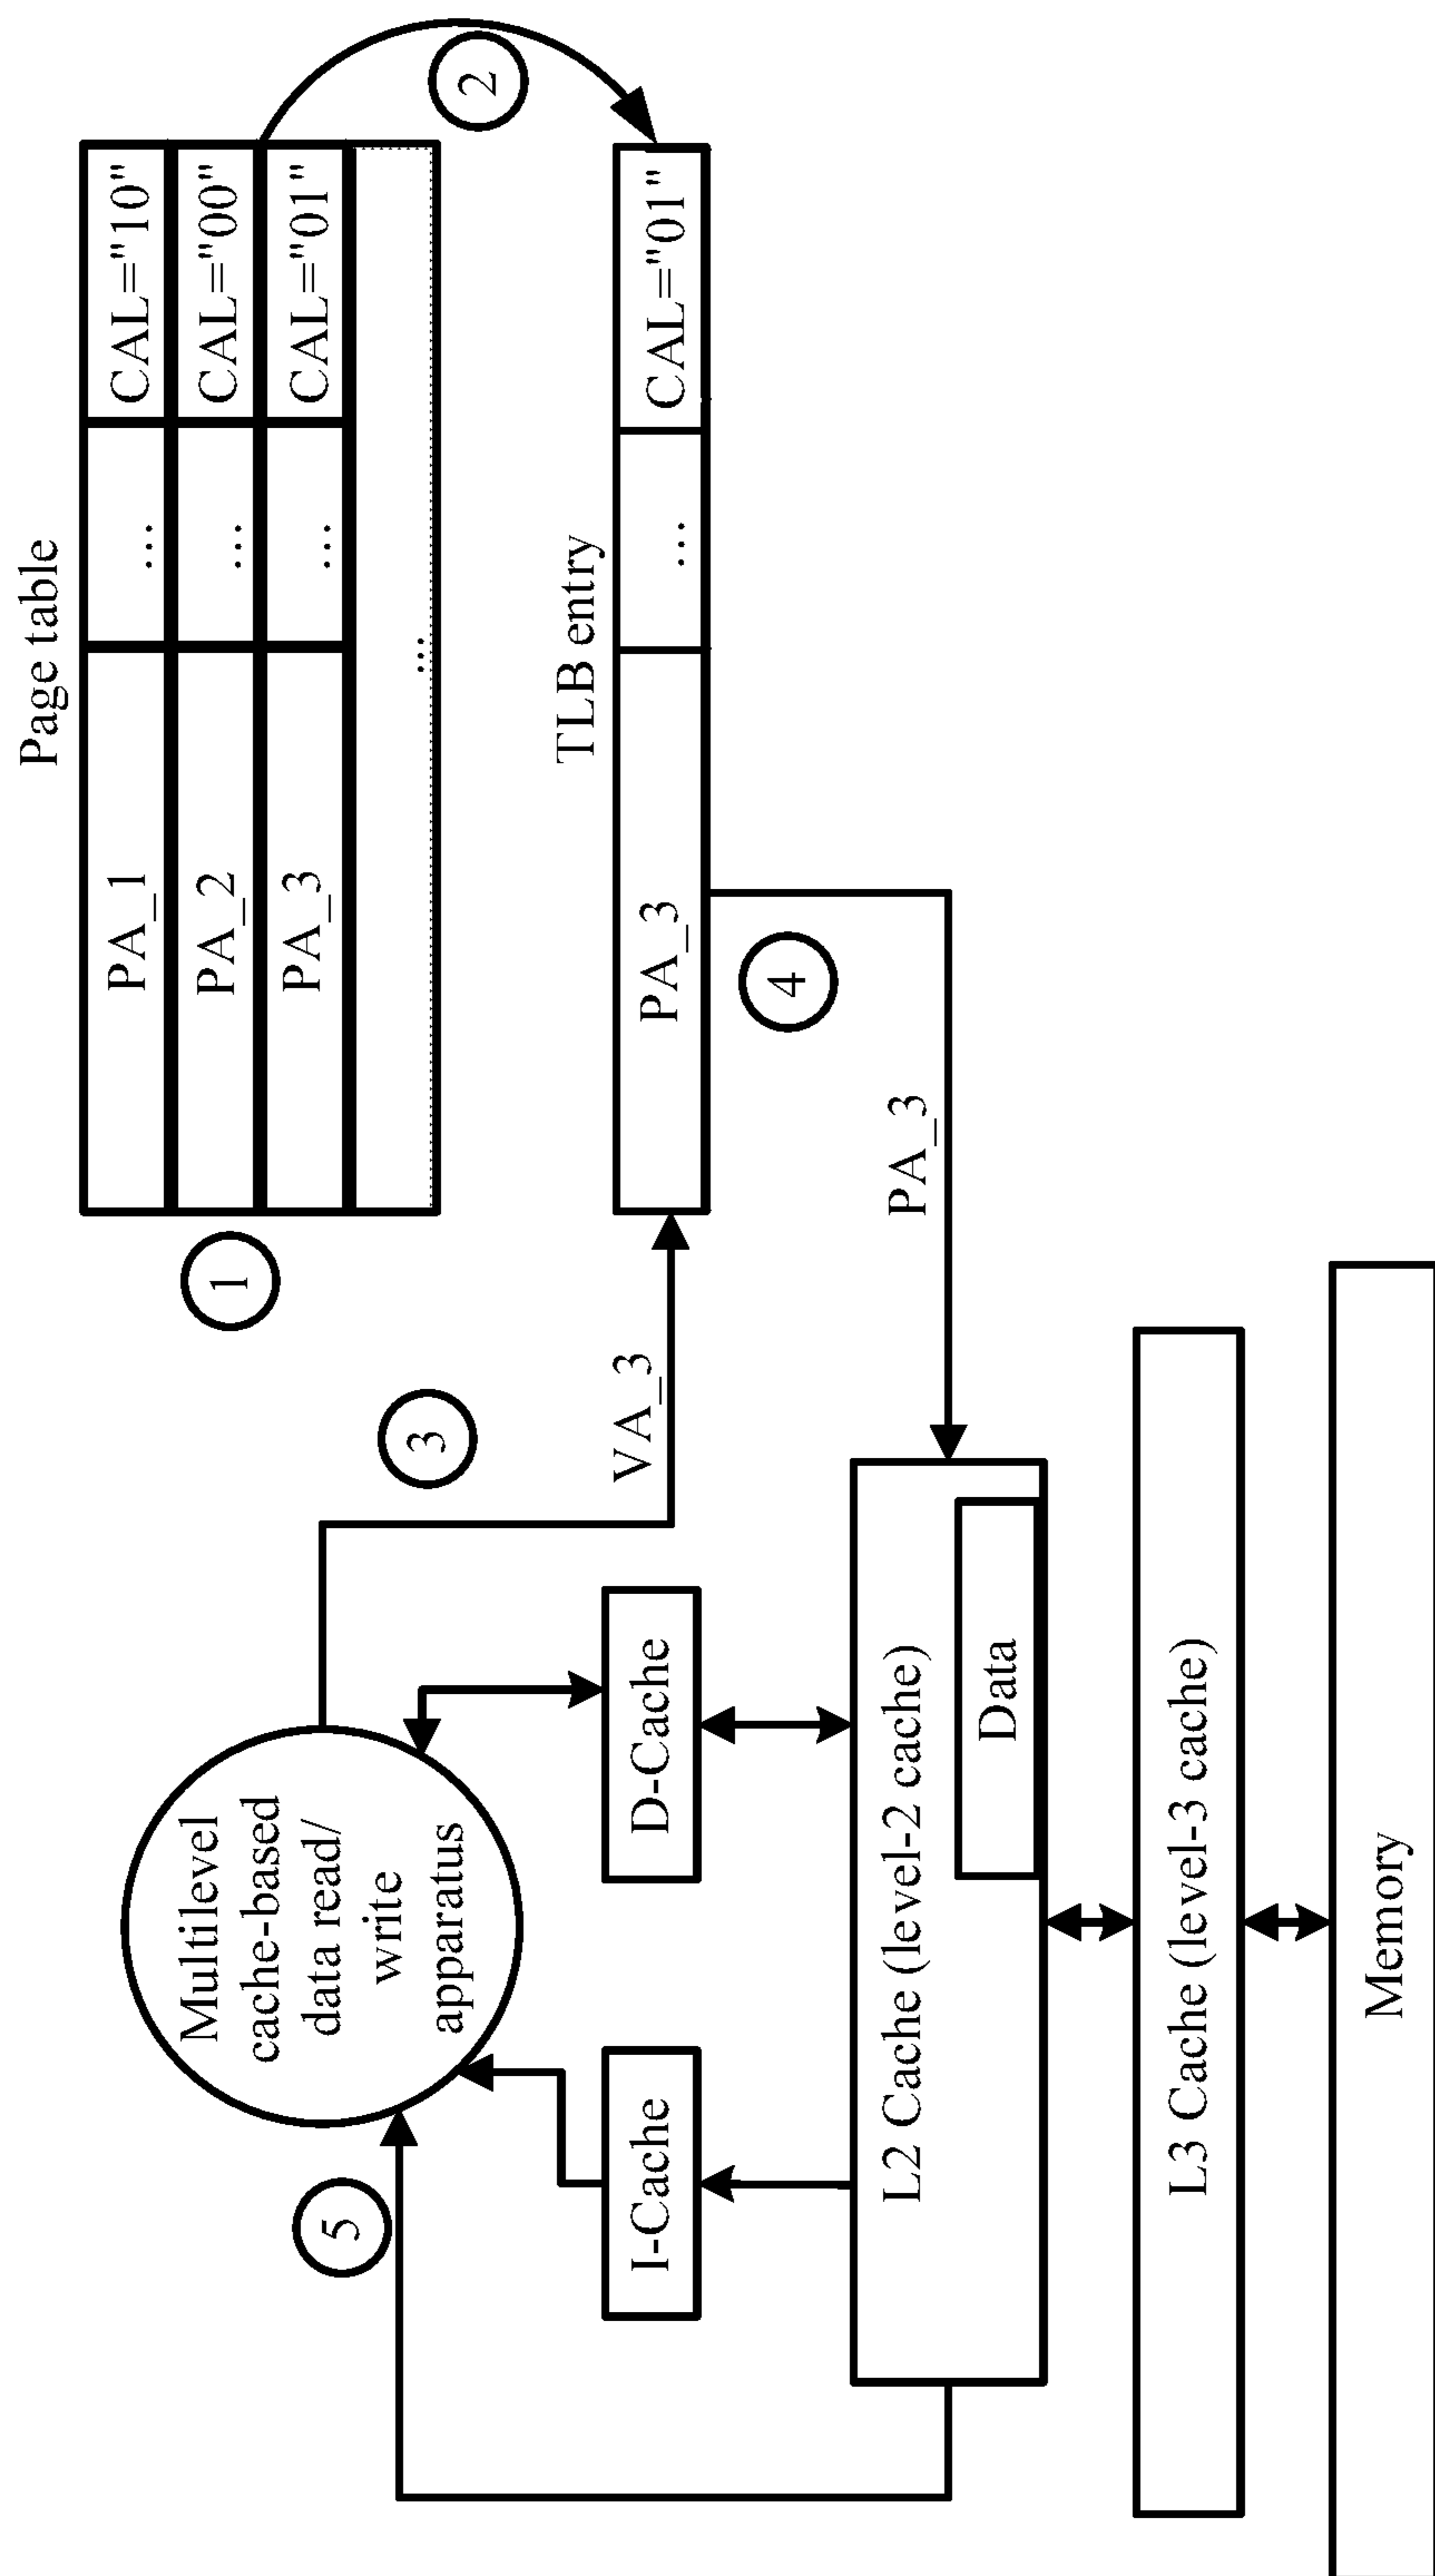 Page table
PA_1 ... CAL="10"
PA_2 ... CAL="00"
PA_3 ... CAL="01"
...
1
2
3
VA_3
TLB entry
PA_3 ... CAL="01"
4
PA_3
5
Multilevel
cache-based
data read/
write
apparatus
I-Cache
D-Cache
L2 Cache (level-2 cache)
Data
L3 Cache (level-3 cache)
Memory